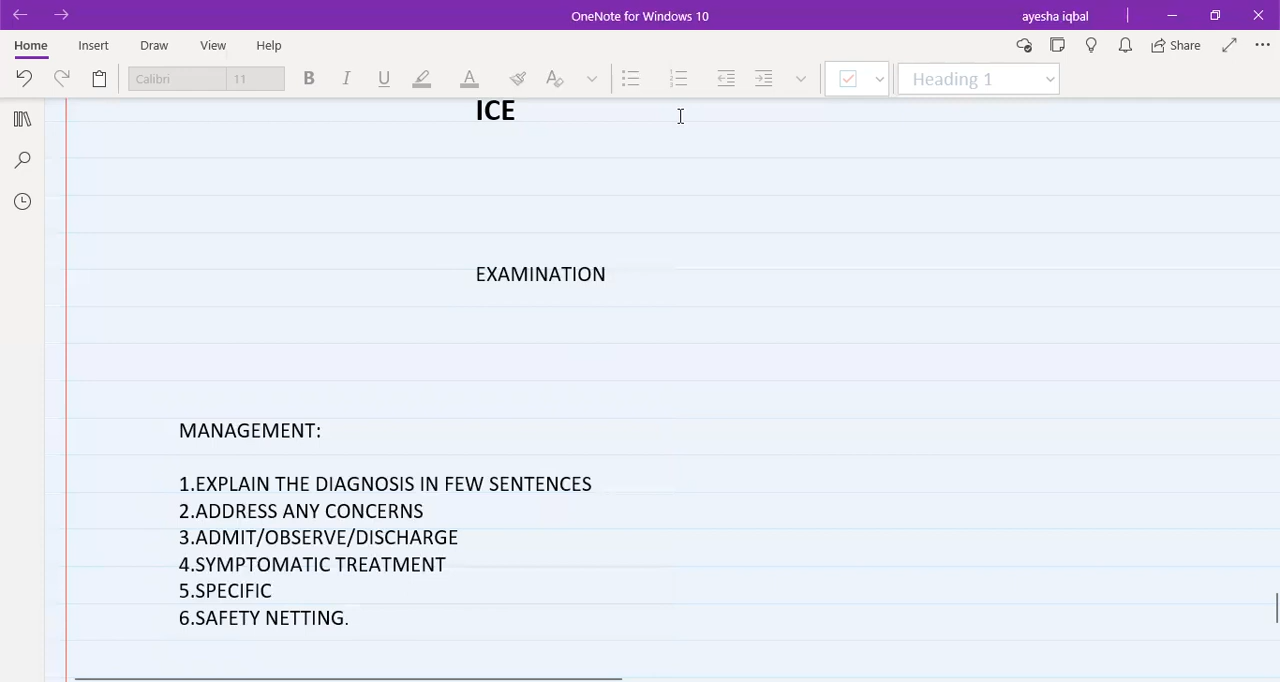 OneNote for Windows 10
ayesha iqbal
Home Insert Draw View Help
Share
Calibri 11
B I U A A
Heading 1
ICE
EXAMINATION
MANAGEMENT:
1.EXPLAIN THE DIAGNOSIS IN FEW SENTENCES
2.ADDRESS ANY CONCERNS
3.ADMIT/OBSERVE/DISCHARGE
4.SYMPTOMATIC TREATMENT
5.SPECIFIC
6.SAFETY NETTING.